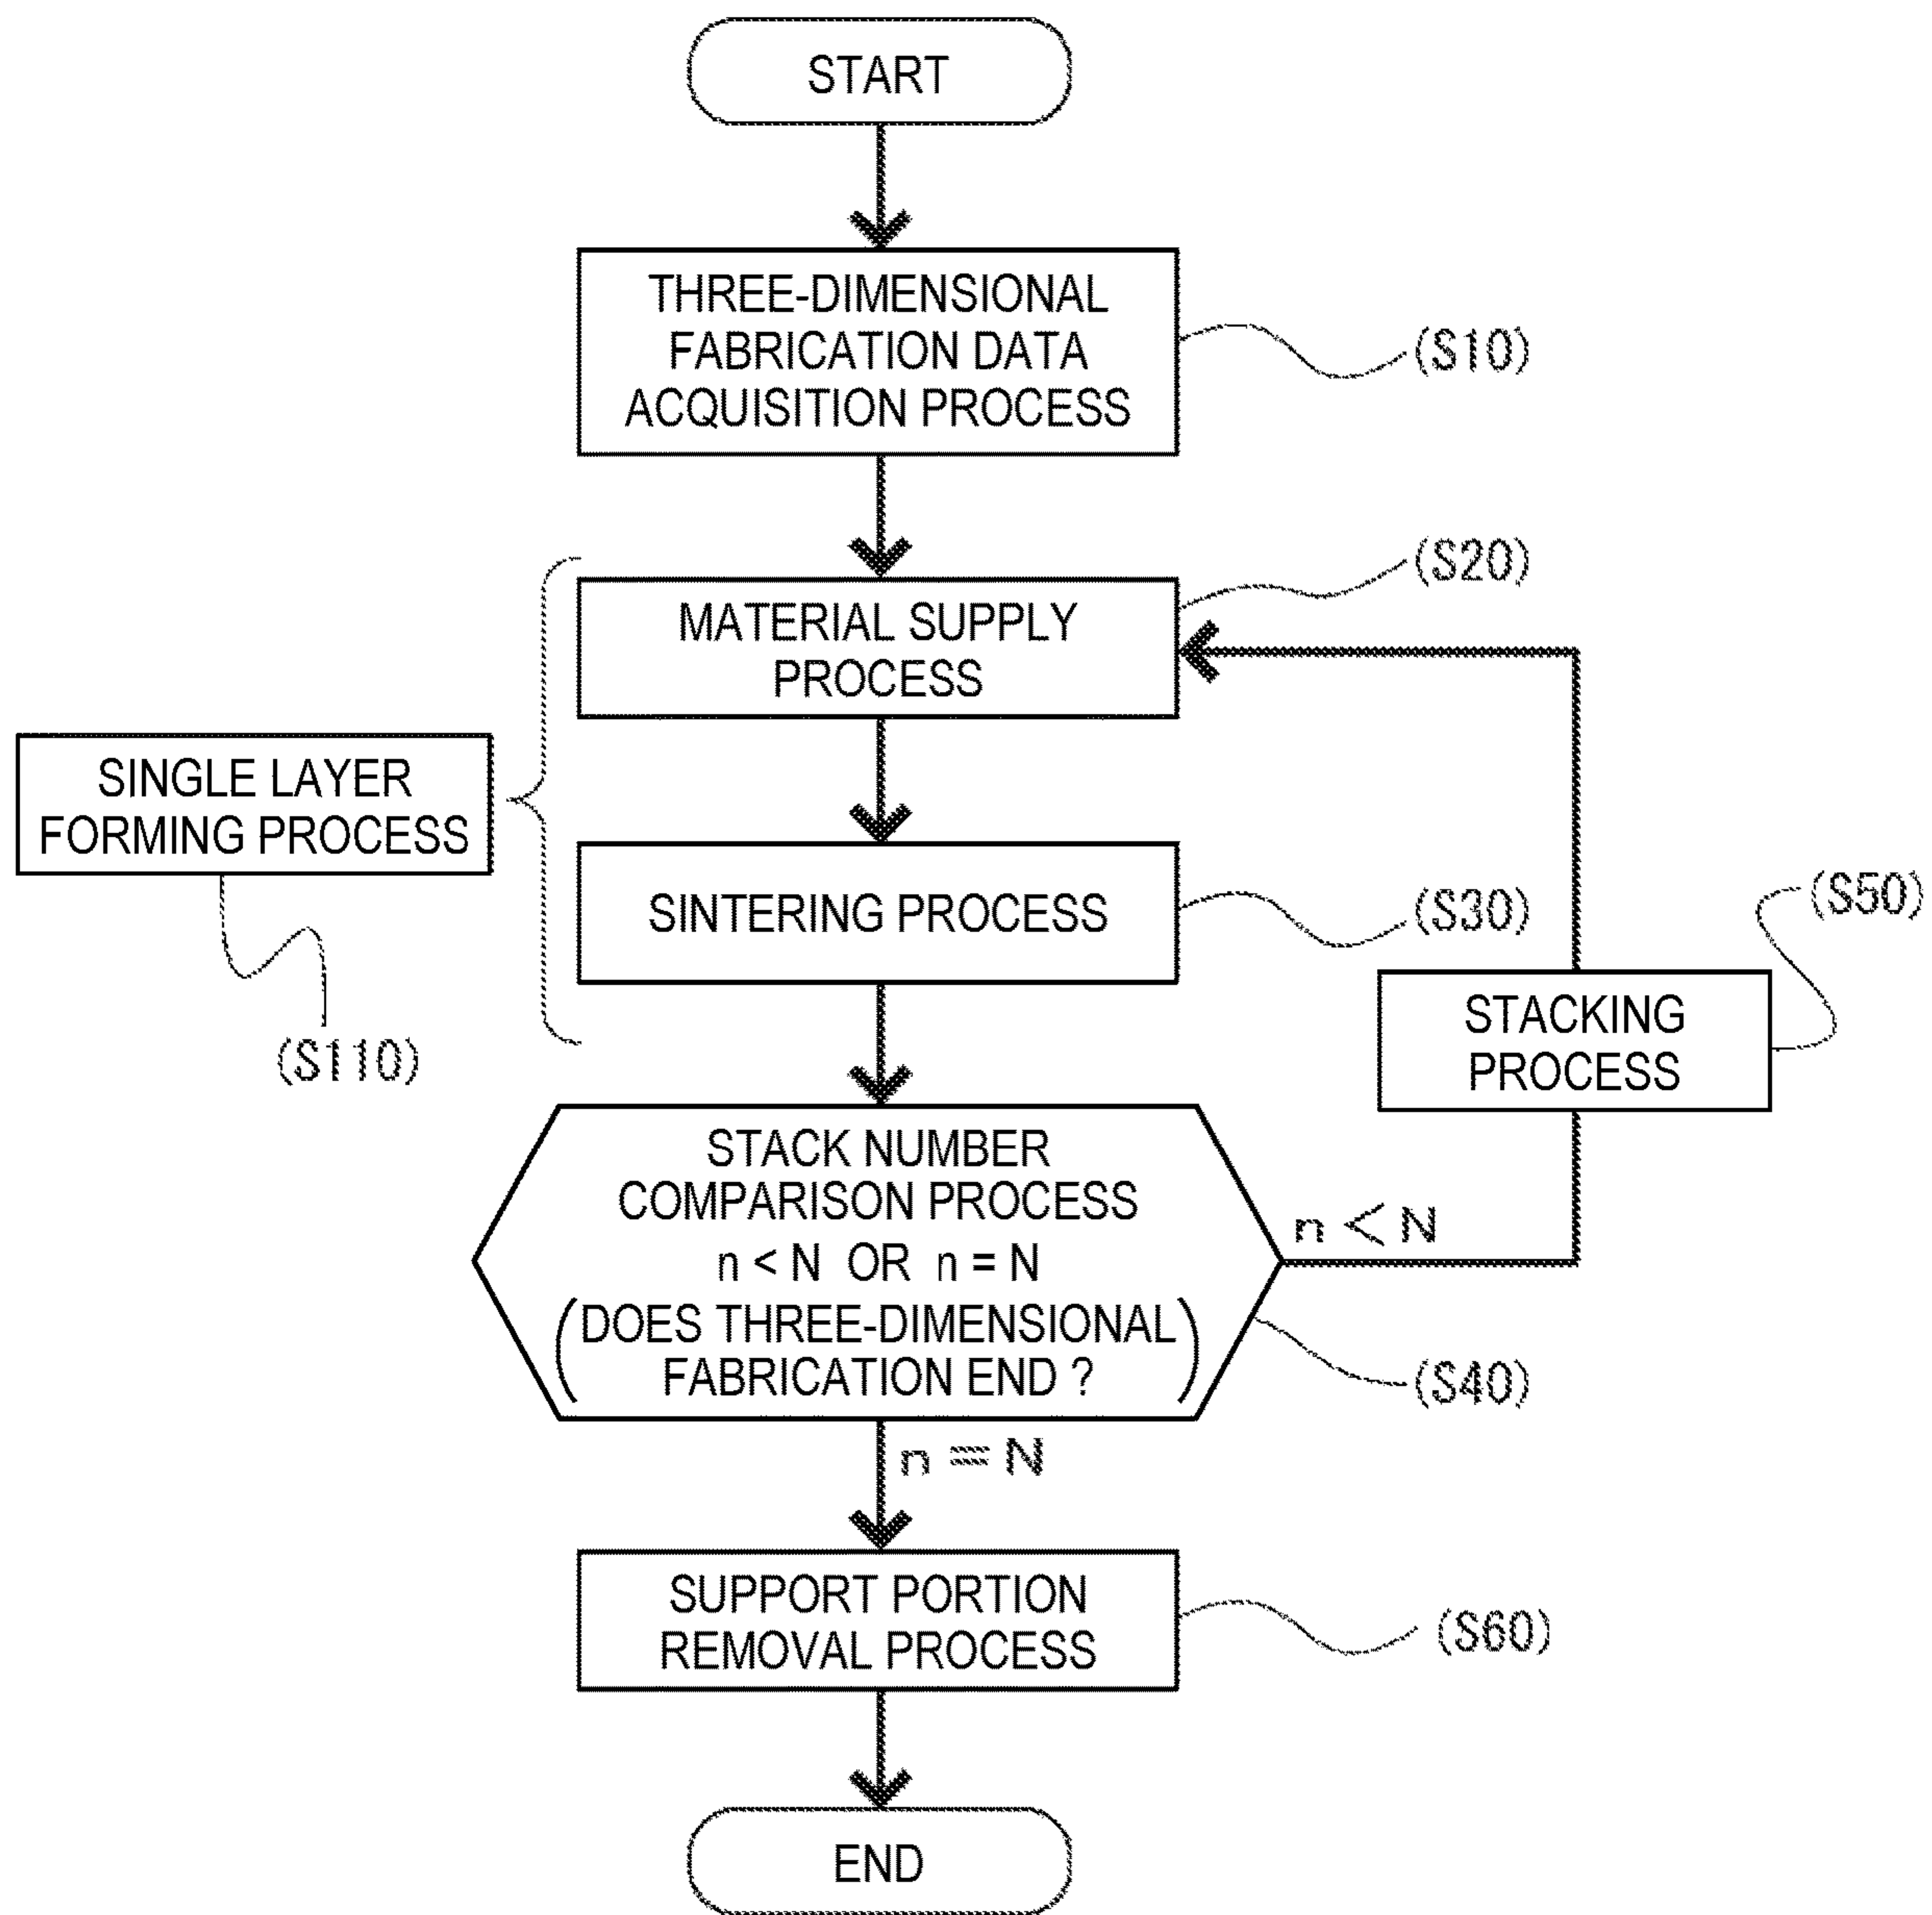 START
THREE-DIMENSIONAL
FABRICATION DATA
ACQUISITION PROCESS
(S10)
(S20)
MATERIAL SUPPLY
PROCESS
SINGLE LAYER
FORMING PROCESS
(S110)
SINTERING PROCESS
(S30)
(S50)
STACKING
PROCESS
STACK NUMBER
COMPARISON PROCESS
n < N OR n = N
(DOES THREE-DIMENSIONAL
FABRICATION END ?)
n < N
(S40)
n = N
SUPPORT PORTION
REMOVAL PROCESS
(S60)
END